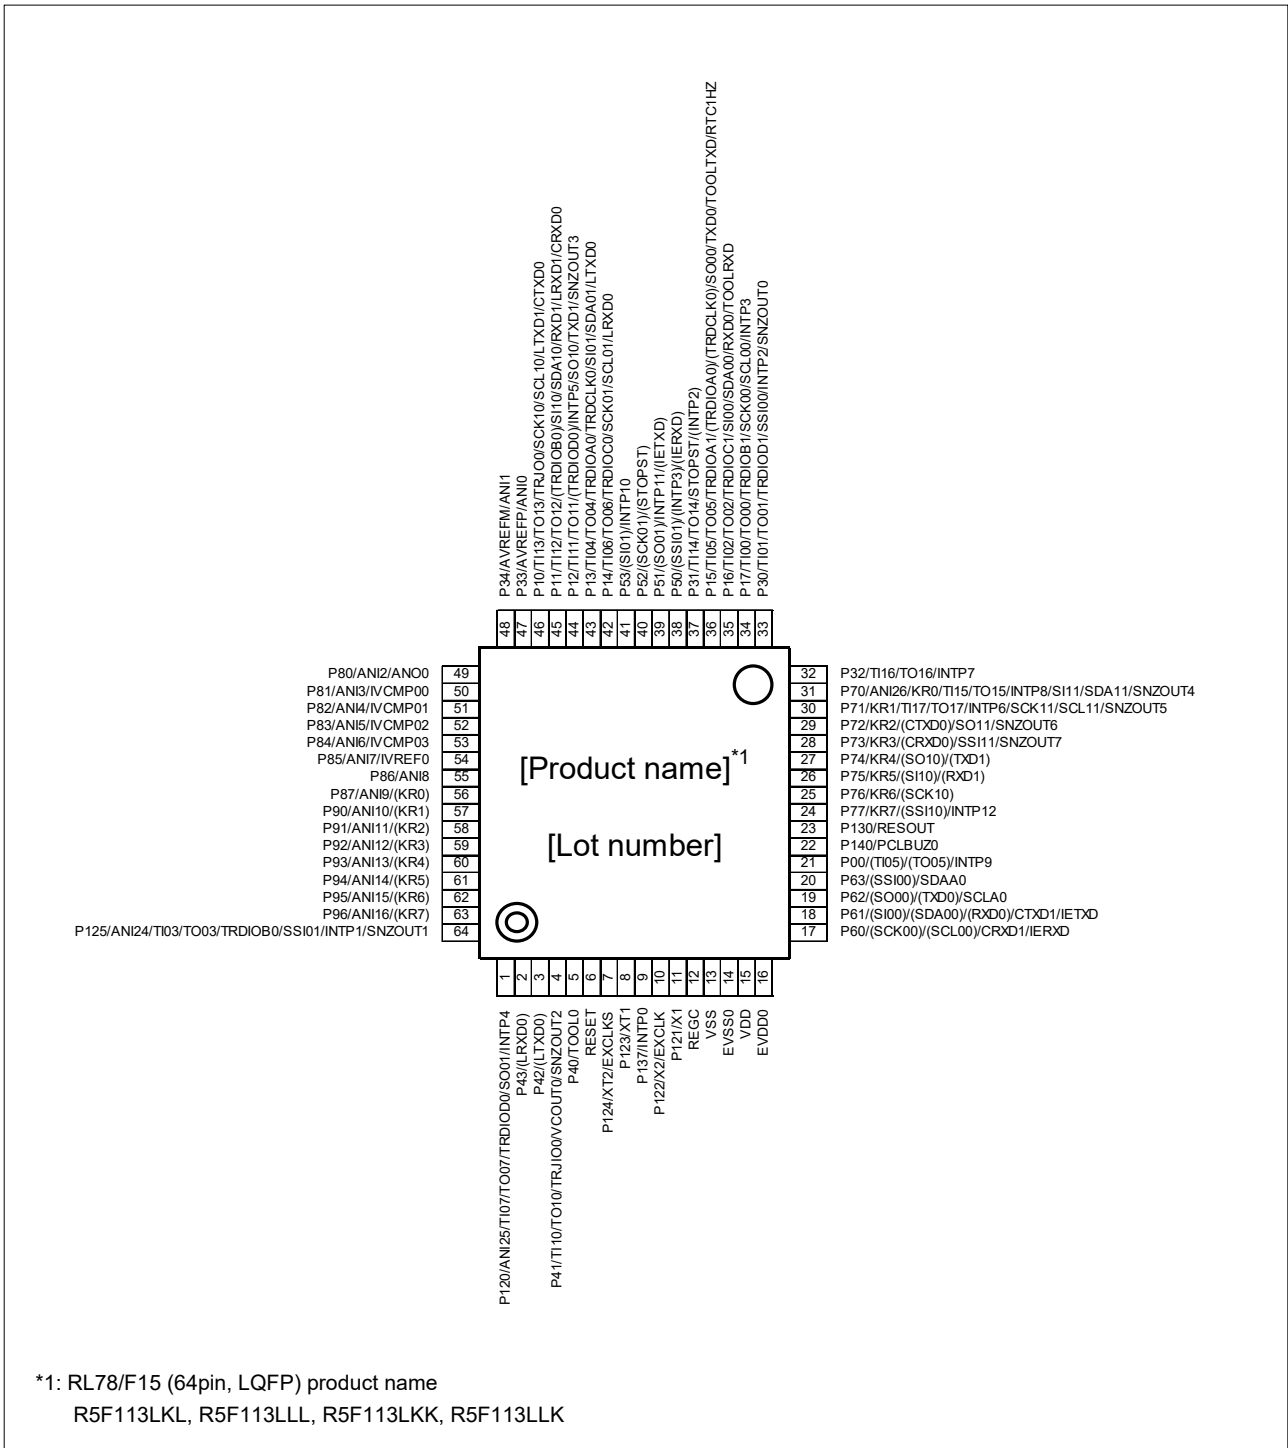 P34/AVREFM/ANI1
P33/AVREFP/ANI0
P10/TI13/TO13/TRJO0/SCK10/SCL10/LTXD1/CTXD0
P11/TI12/TO12/(TRDIOB0)/SI10/SDA10/RXD1/LRXD1/CRXD0
P12/TI11/TO11/(TRDIOD0)/INTP5/SO10/TXD1/SNZOUT3
P13/TI04/TO04/TRDIOA0/TRDCLK0/SI01/SDA01/LTXD0
P14/TI06/TO06/TRDIOC0/SCK01/SCL01/LRXD0
P53/(SI01)/INTP10
P52/(SCK01)/(STOPST)
P51/(SO01)/INTP11/(IETXD)
P50/(SSI01)/(INTP3)/(IERXD)
P31/TI14/TO14/STOPST/(INTP2)
P15/TI05/TO05/TRDIOA1/(TRDIOA0)/(TRDCLK0)/SO00/TXD0/TOOLTXD/RTC1HZ
P16/TI02/TO02/TRDIOC1/SI00/SDA00/RXD0/TOOLRXD
P17/TI00/TO00/TRDIOB1/SCK00/SCL00/INTP3
P30/TI01/TO01/TRDIOD1/SSI00/INTP2/SNZOUT0
48 47 46 45 44 43 42 41 40 39 38 37 36 35 34 33
P80/ANI2/ANO0 49
P81/ANI3/IVCMP00 50
P82/ANI4/IVCMP01 51
P83/ANI5/IVCMP02 52
P84/ANI6/IVCMP03 53
P85/ANI7/IVREF0 54
P86/ANI8 55
P87/ANI9/(KR0) 56
P90/ANI10/(KR1) 57
P91/ANI11/(KR2) 58
P92/ANI12/(KR3) 59
P93/ANI13/(KR4) 60
P94/ANI14/(KR5) 61
P95/ANI15/(KR6) 62
P96/ANI16/(KR7) 63
P125/ANI24/TI03/TO03/TRDIOB0/SSI01/INTP1/SNZOUT1 64
[Product name]*1
[Lot number]
32 P32/TI16/TO16/INTP7
31 P70/ANI26/KR0/TI15/TO15/INTP8/SI11/SDA11/SNZOUT4
30 P71/KR1/TI17/TO17/INTP6/SCK11/SCL11/SNZOUT5
29 P72/KR2/(CTXD0)/SO11/SNZOUT6
28 P73/KR3/(CRXD0)/SSI11/SNZOUT7
27 P74/KR4/(SO10)/(TXD1)
26 P75/KR5/(SI10)/(RXD1)
25 P76/KR6/(SCK10)
24 P77/KR7/(SSI10)/INTP12
23 P130/RESOUT
22 P140/PCLBUZ0
21 P00/(TI05)/(TO05)/INTP9
20 P63/(SSI00)/SDAA0
19 P62/(SO00)/(TXD0)/SCLA0
18 P61/(SI00)/(SDA00)/(RXD0)/CTXD1/IETXD
17 P60/(SCK00)/(SCL00)/CRXD1/IERXD
1 2 3 4 5 6 7 8 9 10 11 12 13 14 15 16
P120/ANI25/TI07/TO07/TRDIOD0/SO01/INTP4
P43/(LRXD0)
P42/(LTXD0)
P41/TI10/TO10/TRJIO0/VCOUT0/SNZOUT2
P40/TOOL0
RESET
P124/XT2/EXCLKS
P123/XT1
P137/INTP0
P122/X2/EXCLK
P121/X1
REGC
VSS
EVSS0
VDD
EVDD0
*1: RL78/F15 (64pin, LQFP) product name
R5F113LKL, R5F113LLL, R5F113LKK, R5F113LLK